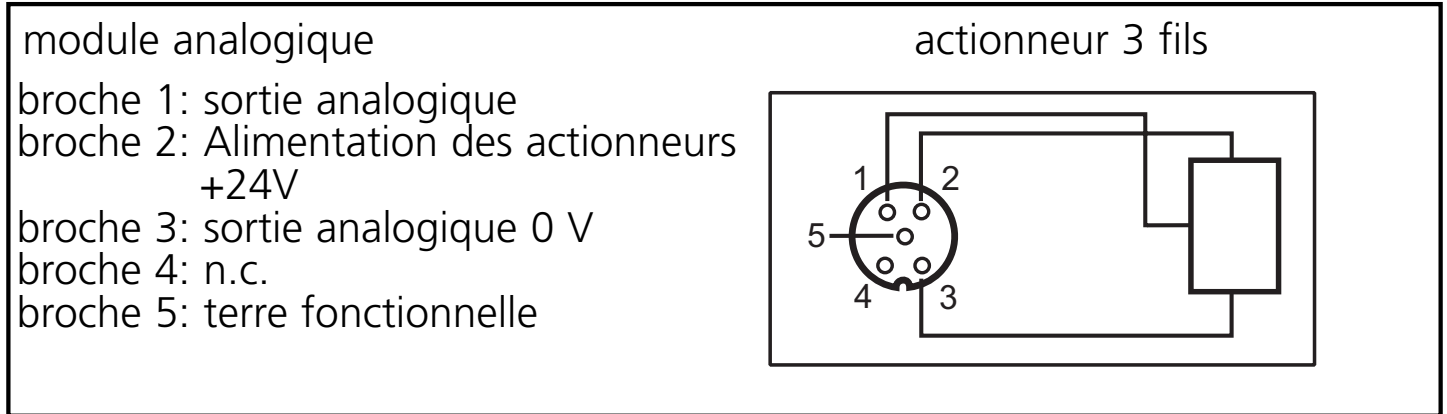 module analogique
broche 1: sortie analogique
broche 2: Alimentation des actionneurs
+24V
broche 3: sortie analogique 0 V
broche 4: n.c.
broche 5: terre fonctionnelle
actionneur 3 fils
1 2
5
4 3